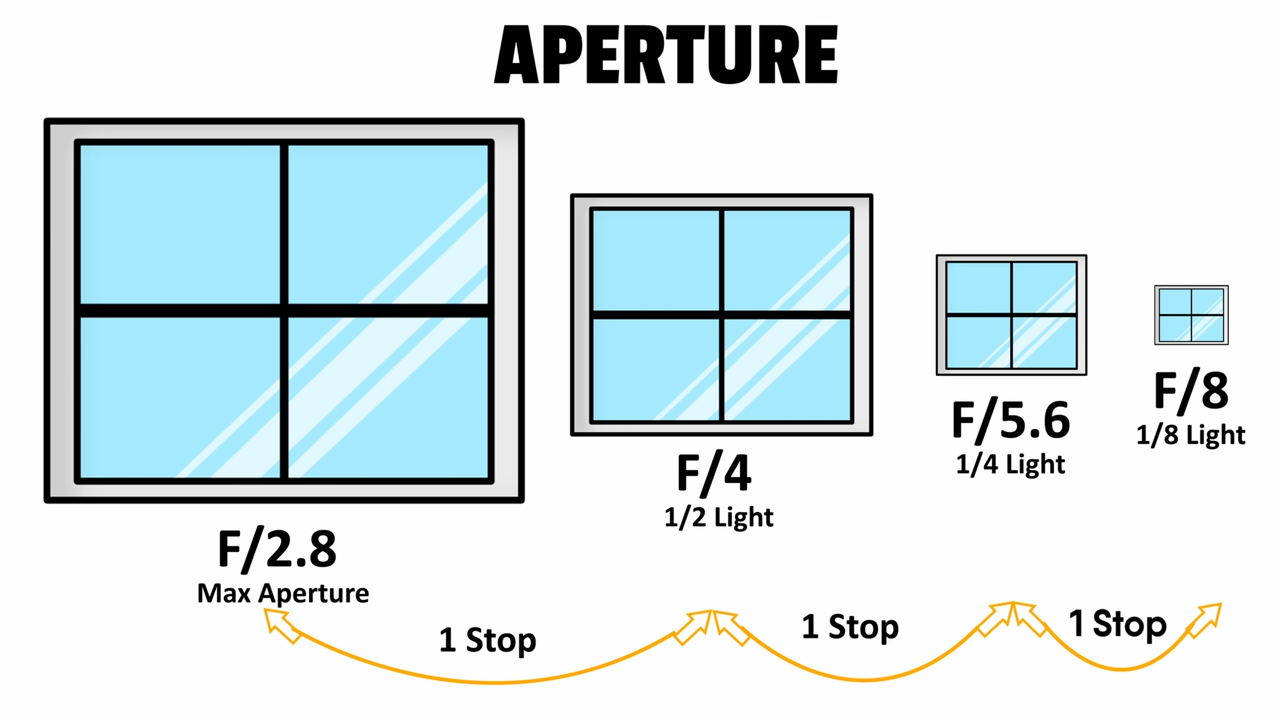 APERTURE
F/2.8
Max Aperture
F/4
1/2 Light
F/5.6
1/4 Light
F/8
1/8 Light
1 Stop
1 Stop
1 Stop